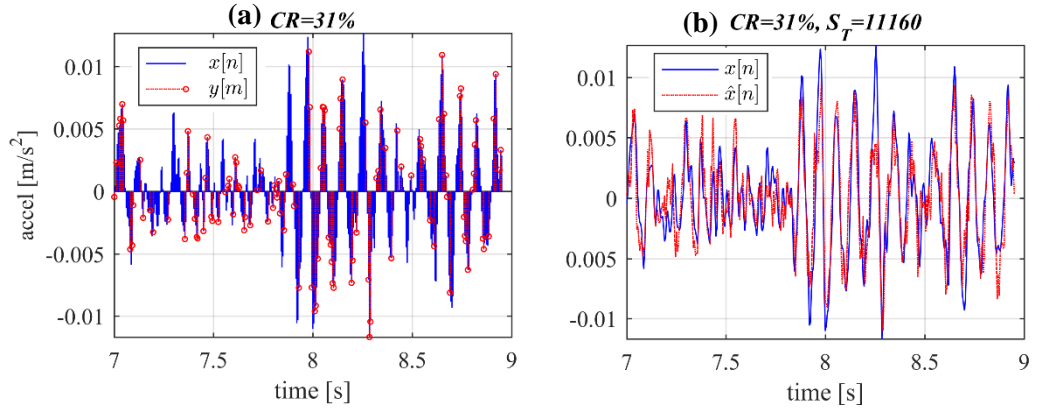 (a) CR=31%
x[n]
y[m]
accel [m/s²]
0.01
0.005
0
-0.005
-0.01
7
7.5
8
8.5
9
time [s]
(b) CR=31%, S_T=11160
x[n]
x̂[n]
0.01
0.005
0
-0.005
-0.01
7
7.5
8
8.5
9
time [s]